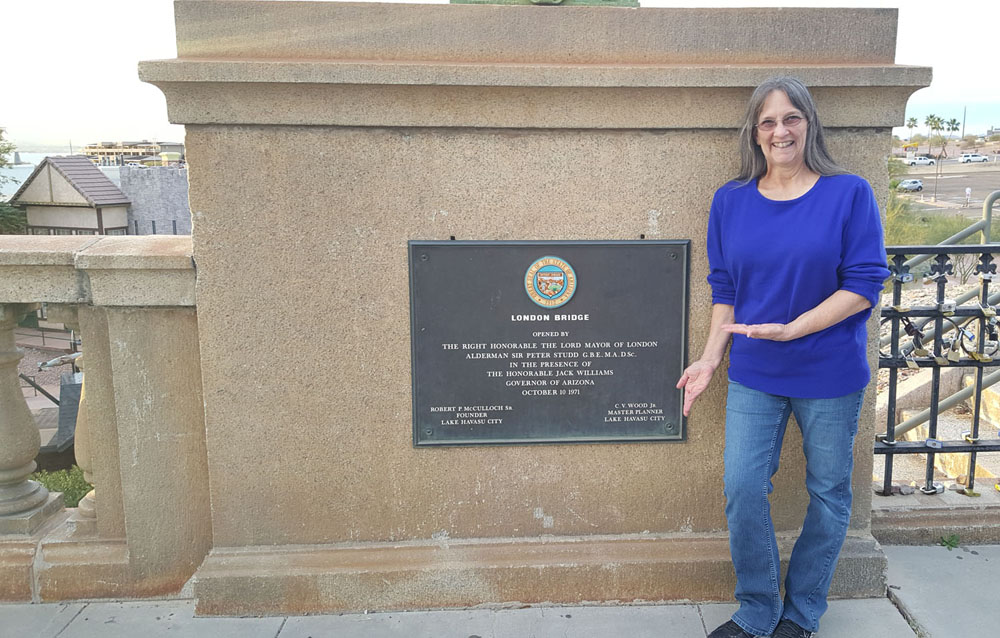 LONDON BRIDGE
OPENED BY
THE RIGHT HONORABLE THE LORD MAYOR OF LONDON
ALDERMAN SIR PETER STUDD G.B.E., M.A. D.Sc.
IN THE PRESENCE OF
THE HONORABLE JACK WILLIAMS
GOVERNOR OF ARIZONA
OCTOBER 10 1971
ROBERT P. McCULLOCH SR.
FOUNDER
LAKE HAVASU CITY
C. V. WOOD JR.
MASTER PLANNER
LAKE HAVASU CITY